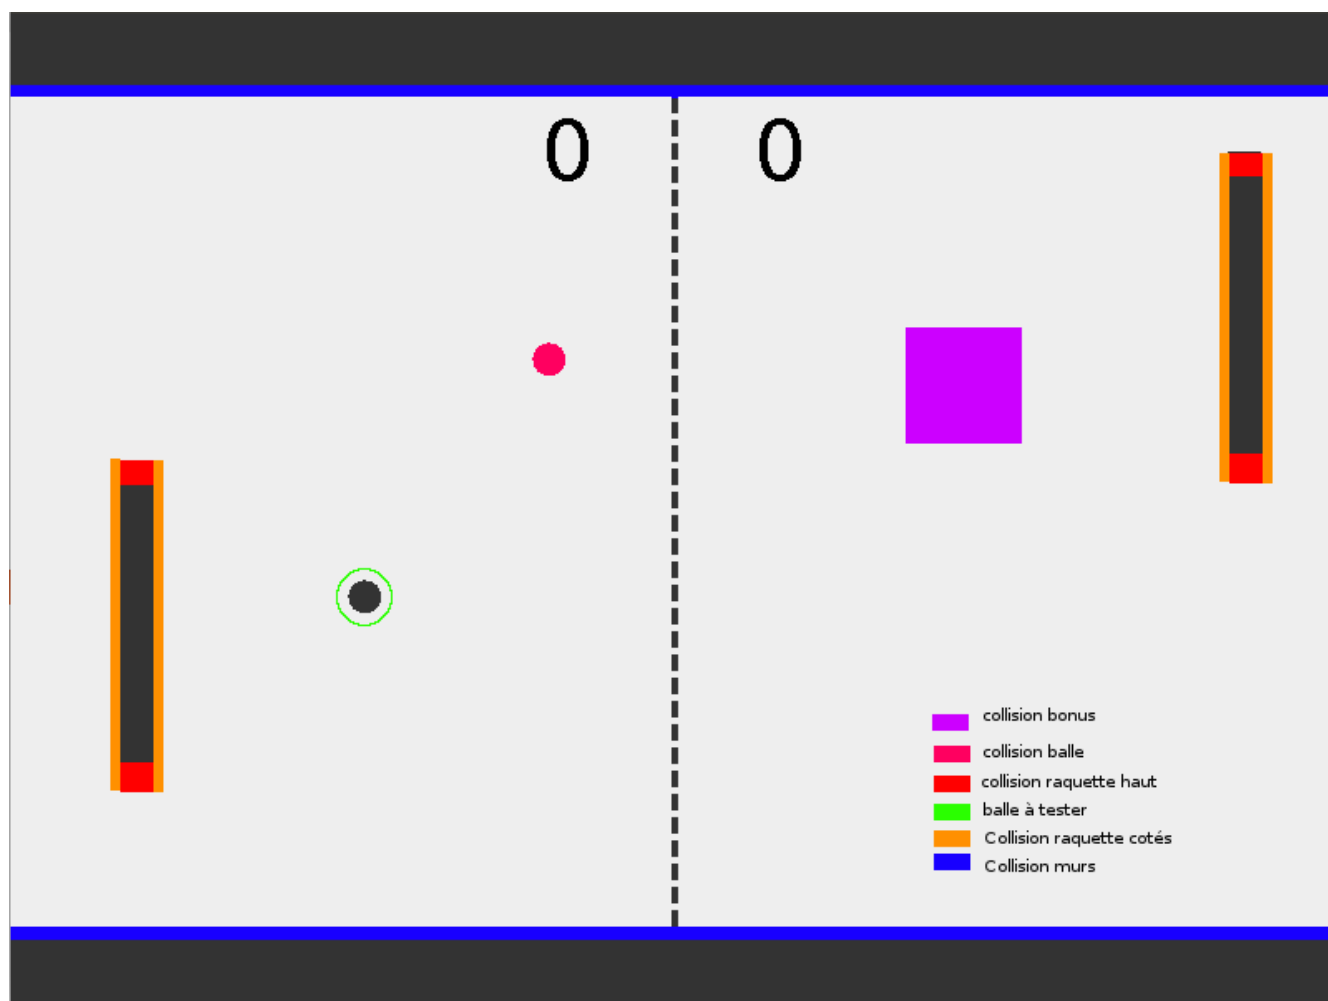 0 0
collision bonus
collision balle
collision raquette haut
balle à tester
Collision raquette cotés
Collision murs